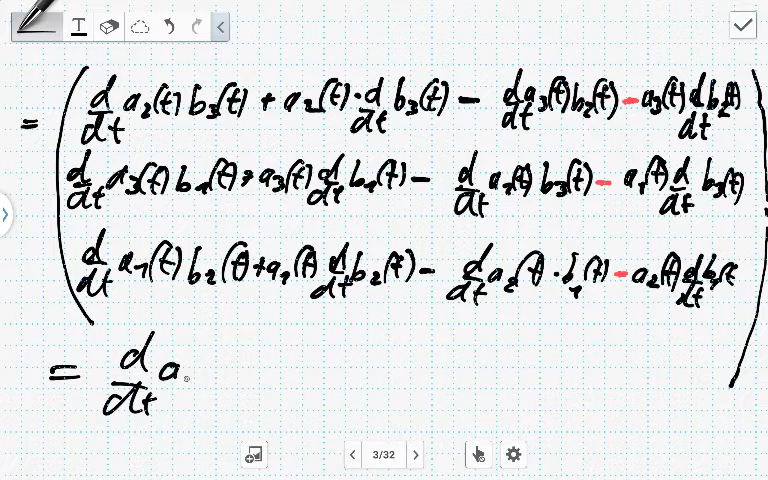 T
= ( d/dt a₂(t) b₃(t) + a₂(t) · d/dt b₃(t) − d/dt a₃(t) b₂(t) − a₃(t) d/dt b₂(t)
d/dt a₃(t) b₁(t) + a₃(t) d/dt b₁(t) − d/dt a₁(t) b₃(t) − a₁(t) d/dt b₃(t)
d/dt a₁(t) b₂(t) + a₁(t) d/dt b₂(t) − d/dt a₂(t) · b₁(t) − a₂(t) d/dt b₁(t )
= d/dt a
3/32